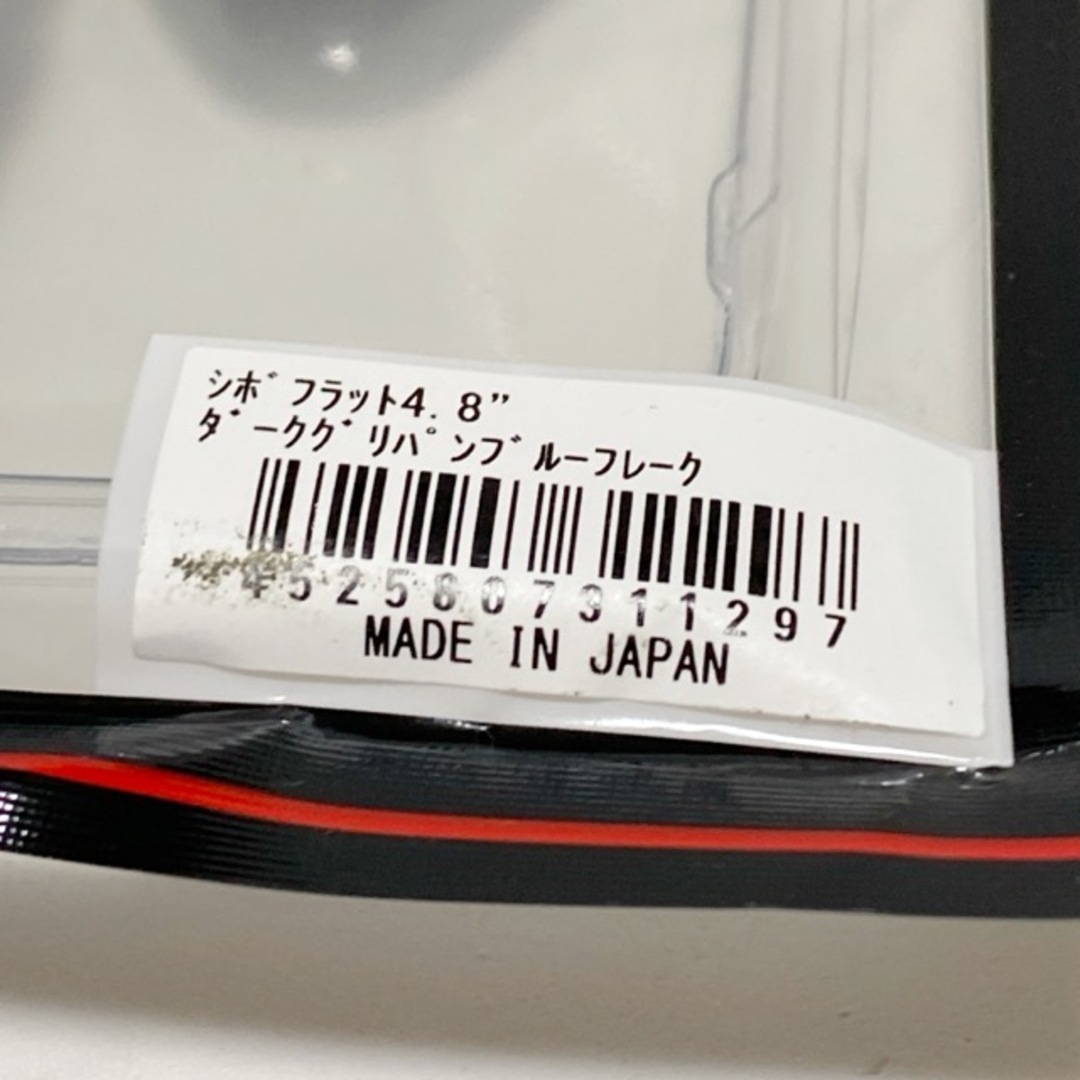 ｼﾎﾞﾌﾗｯﾄ4.8”
ﾀﾞｰｸｸﾞﾘﾊﾟﾝﾌﾞﾙｰﾌﾚｰｸ
4525807311297
MADE IN JAPAN